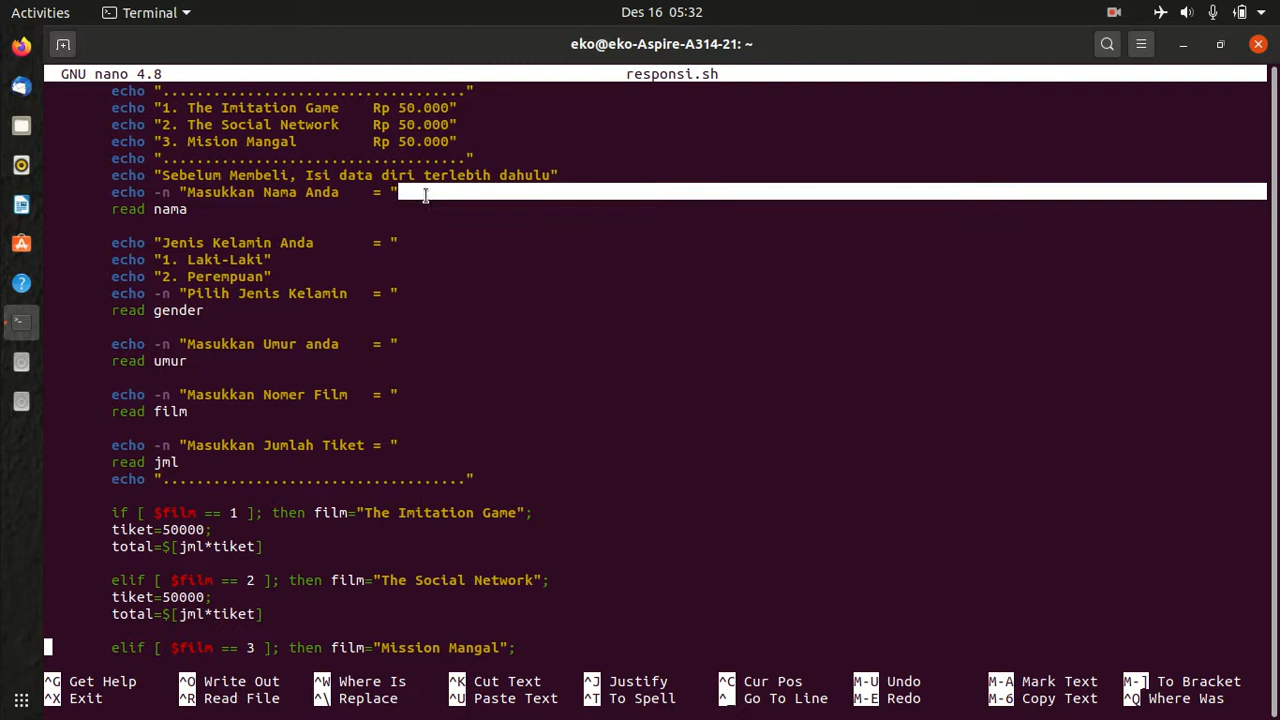 Activities Terminal Des 16 05:32
eko@eko-Aspire-A314-21: ~
GNU nano 4.8 responsi.sh
echo "...................................."
echo "1. The Imitation Game    Rp 50.000"
echo "2. The Social Network    Rp 50.000"
echo "3. Mision Mangal         Rp 50.000"
echo "...................................."
echo "Sebelum Membeli, Isi data diri terlebih dahulu"
echo -n "Masukkan Nama Anda    = "
read nama
echo "Jenis Kelamin Anda       = "
echo "1. Laki-Laki"
echo "2. Perempuan"
echo -n "Pilih Jenis Kelamin   = "
read gender
echo -n "Masukkan Umur anda    = "
read umur
echo -n "Masukkan Nomer Film   = "
read film
echo -n "Masukkan Jumlah Tiket = "
read jml
echo "...................................."
if [ $film == 1 ]; then film="The Imitation Game";
tiket=50000;
total=$[jml*tiket]
elif [ $film == 2 ]; then film="The Social Network";
tiket=50000;
total=$[jml*tiket]
elif [ $film == 3 ]; then film="Mission Mangal";
^G Get Help ^O Write Out ^W Where Is ^K Cut Text ^J Justify ^C Cur Pos M-U Undo M-A Mark Text M-] To Bracket
^X Exit ^R Read File ^\ Replace ^U Paste Text ^T To Spell ^_ Go To Line M-E Redo M-6 Copy Text ^Q Where Was